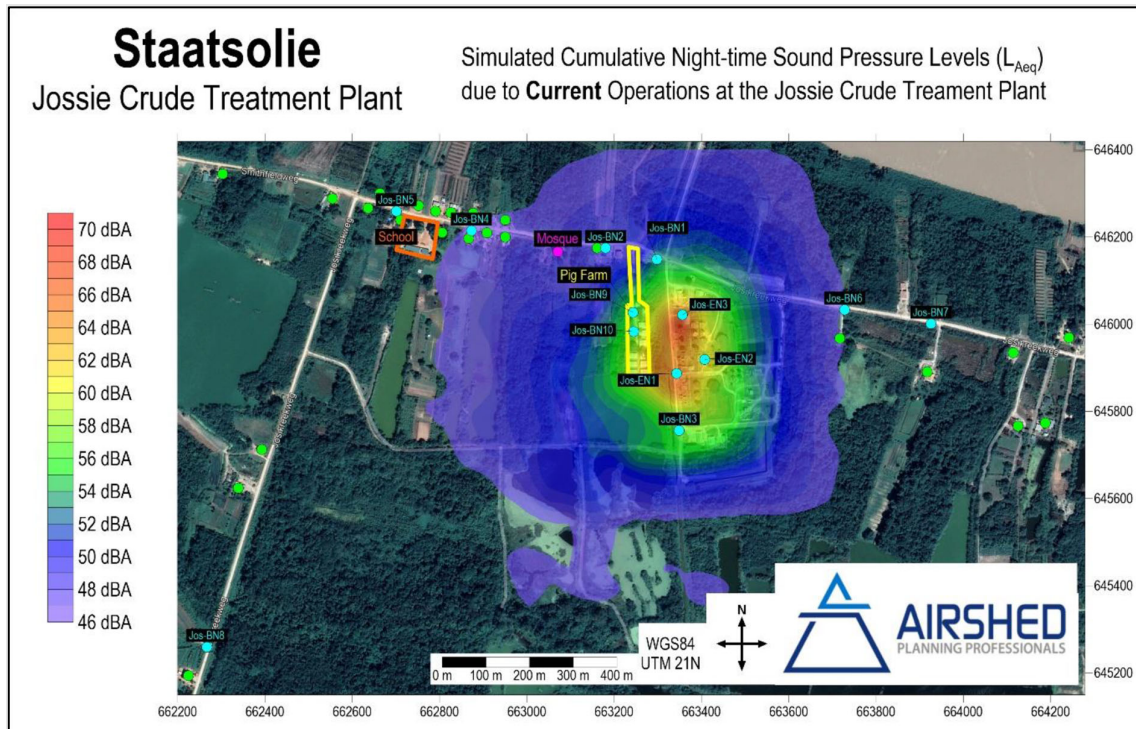 Staatsolie
Jossie Crude Treatment Plant
Simulated Cumulative Night-time Sound Pressure Levels (LAeq)
due to Current Operations at the Jossie Crude Treament Plant
70 dBA
68 dBA
66 dBA
64 dBA
62 dBA
60 dBA
58 dBA
56 dBA
54 dBA
52 dBA
50 dBA
48 dBA
46 dBA
Smithfieldweg
Jos-BN5
Jos-BN4
School
Mosque
Jos-BN2
Jos-BN1
Pig Farm
Jos-BN9
Jos-BN10
Jos-EN3
Jos-EN2
Jos-EN1
Jos-BN3
Jos-BN6
Jos-BN7
Jos-BN8
646400
646200
646000
645800
645600
645400
645200
0 m 100 m 200 m 300 m 400 m
WGS84
UTM 21N
N
AIRSHED
PLANNING PROFESSIONALS
662200 662400 662600 662800 663000 663200 663400 663600 663800 664000 664200